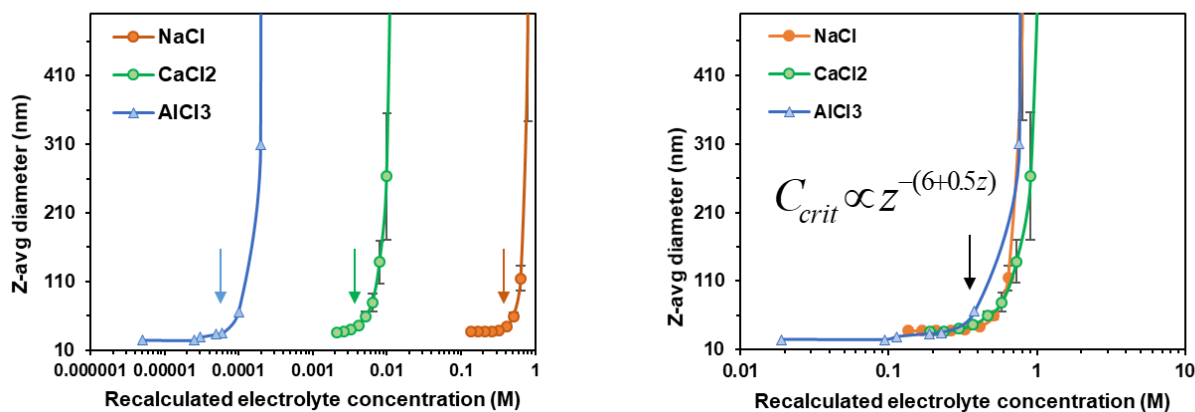 NaCl
CaCl2
AlCl3
Z-avg diameter (nm)
410
310
210
110
10
0.000001 0.00001 0.0001 0.001 0.01 0.1 1
Recalculated electrolyte concentration (M)
NaCl
CaCl2
AlCl3
Z-avg diameter (nm)
410
310
210
110
10
C_{crit} ∝ z^{−(6+0.5z)}
0.01 0.1 1 10
Recalculated electrolyte concentration (M)